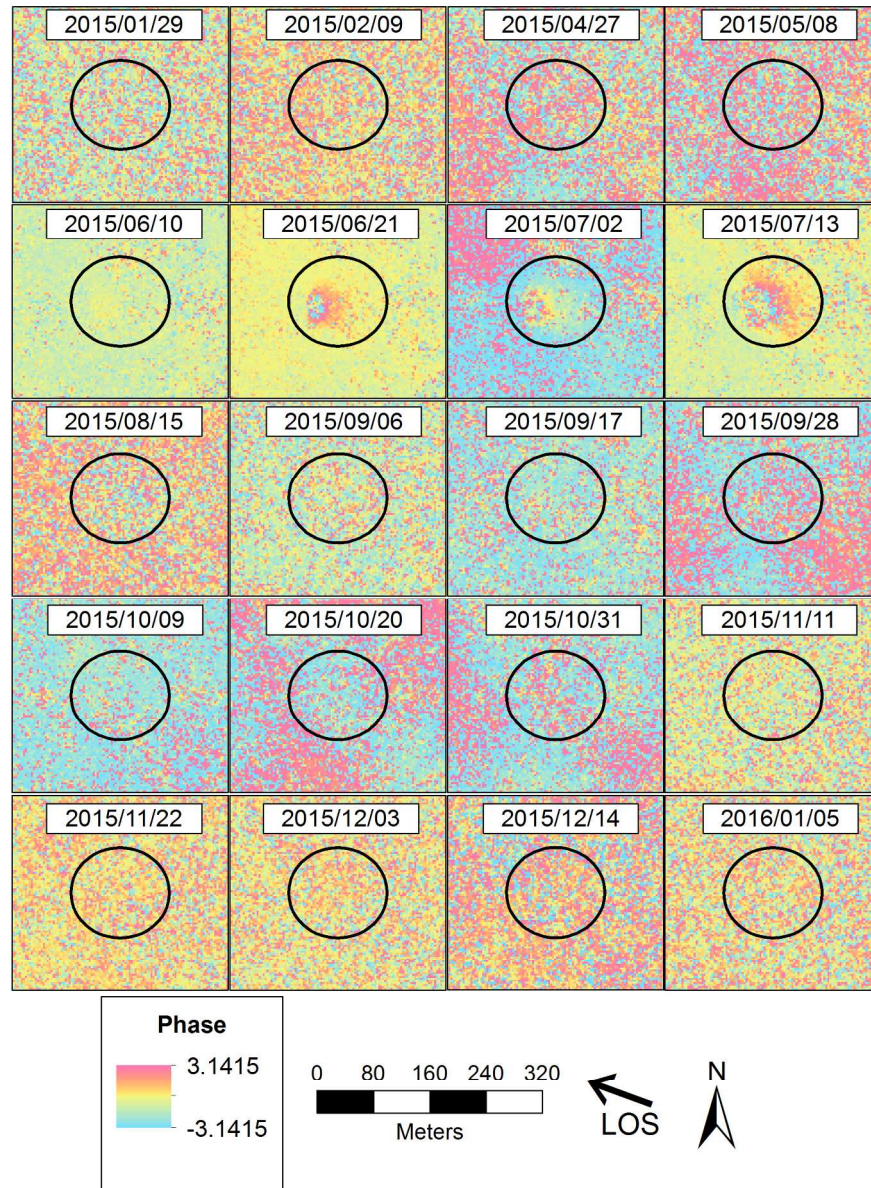 2015/01/29 2015/02/09 2015/04/27 2015/05/08
2015/06/10 2015/06/21 2015/07/02 2015/07/13
2015/08/15 2015/09/06 2015/09/17 2015/09/28
2015/10/09 2015/10/20 2015/10/31 2015/11/11
2015/11/22 2015/12/03 2015/12/14 2016/01/05
Phase
3.1415
-3.1415
0 80 160 240 320
Meters
LOS
N